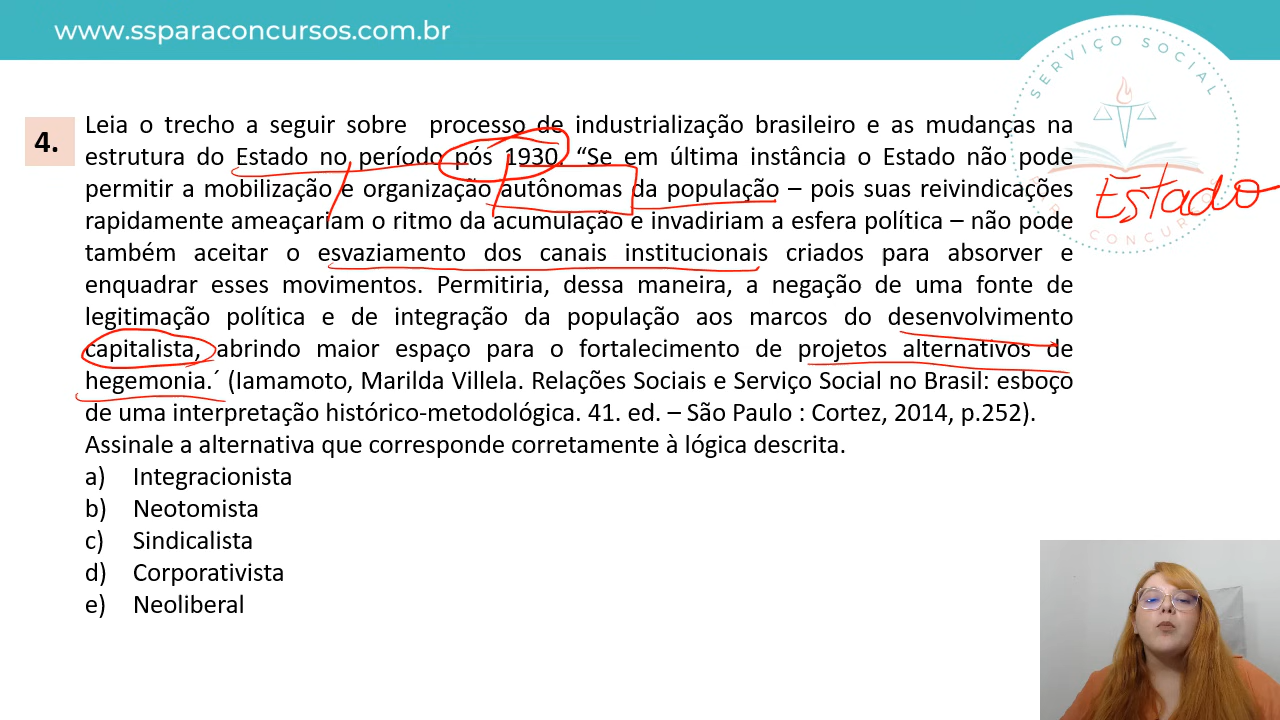 www.ssparaconcursos.com.br
SERVIÇO SOCIAL
PARA CONCURSOS
4.
Leia o trecho a seguir sobre processo de industrialização brasileiro e as mudanças na
estrutura do Estado no período pós 1930. “Se em última instância o Estado não pode
permitir a mobilização e organização autônomas da população – pois suas reivindicações
rapidamente ameaçariam o ritmo da acumulação e invadiriam a esfera política – não pode
também aceitar o esvaziamento dos canais institucionais criados para absorver e
enquadrar esses movimentos. Permitiria, dessa maneira, a negação de uma fonte de
legitimação política e de integração da população aos marcos do desenvolvimento
capitalista, abrindo maior espaço para o fortalecimento de projetos alternativos de
hegemonia.´ (Iamamoto, Marilda Villela. Relações Sociais e Serviço Social no Brasil: esboço
de uma interpretação histórico-metodológica. 41. ed. – São Paulo : Cortez, 2014, p.252).
Assinale a alternativa que corresponde corretamente à lógica descrita.
a) Integracionista
b) Neotomista
c) Sindicalista
d) Corporativista
e) Neoliberal
Estado